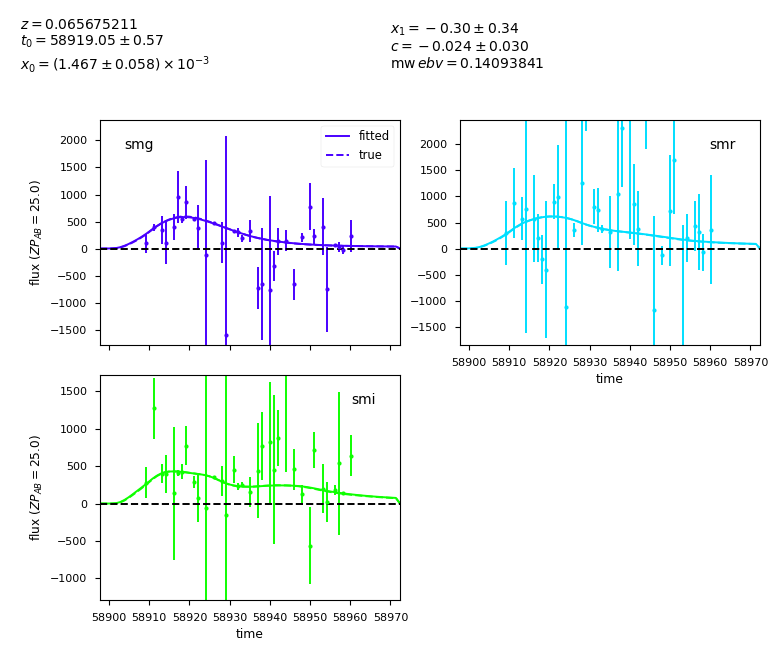 z = 0.065675211
t₀ = 58919.05 ± 0.57
x₀ = (1.467 ± 0.058) × 10⁻³
x₁ = −0.30 ± 0.34
c = −0.024 ± 0.030
mw ebv = 0.14093841
smg
fitted
true
flux (ZP_AB = 25.0)
2000
1500
1000
500
0
−500
−1000
−1500
smr
2000
1500
1000
500
0
−500
−1000
−1500
58900 58910 58920 58930 58940 58950 58960 58970
time
smi
flux (ZP_AB = 25.0)
1500
1000
500
0
−500
−1000
58900 58910 58920 58930 58940 58950 58960 58970
time